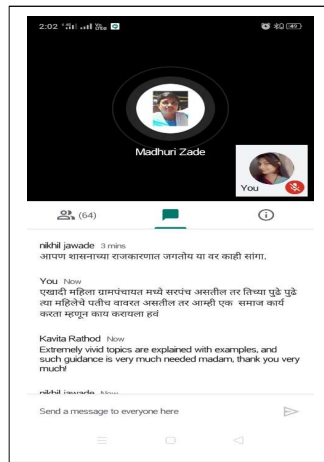 2:02
49
Madhuri Zade
You
(64)
nikhil jawade 3 mins
आपण शासनाच्या राजकारणात जगतोय या वर काही सांगा.
You Now
एखादी महिला ग्रामपंचायत मध्ये सरपंच असतील तर तिच्या पुढे पुढे
त्या महिलेचे पतीच वावरत असतील तर आम्ही एक समाज कार्य
करता म्हणून काय करायला हवं
Kavita Rathod Now
Extremely vivid topics are explained with examples, and
such guidance is very much needed madam, thank you very
much!
nikhil jawade Now
Send a message to everyone here